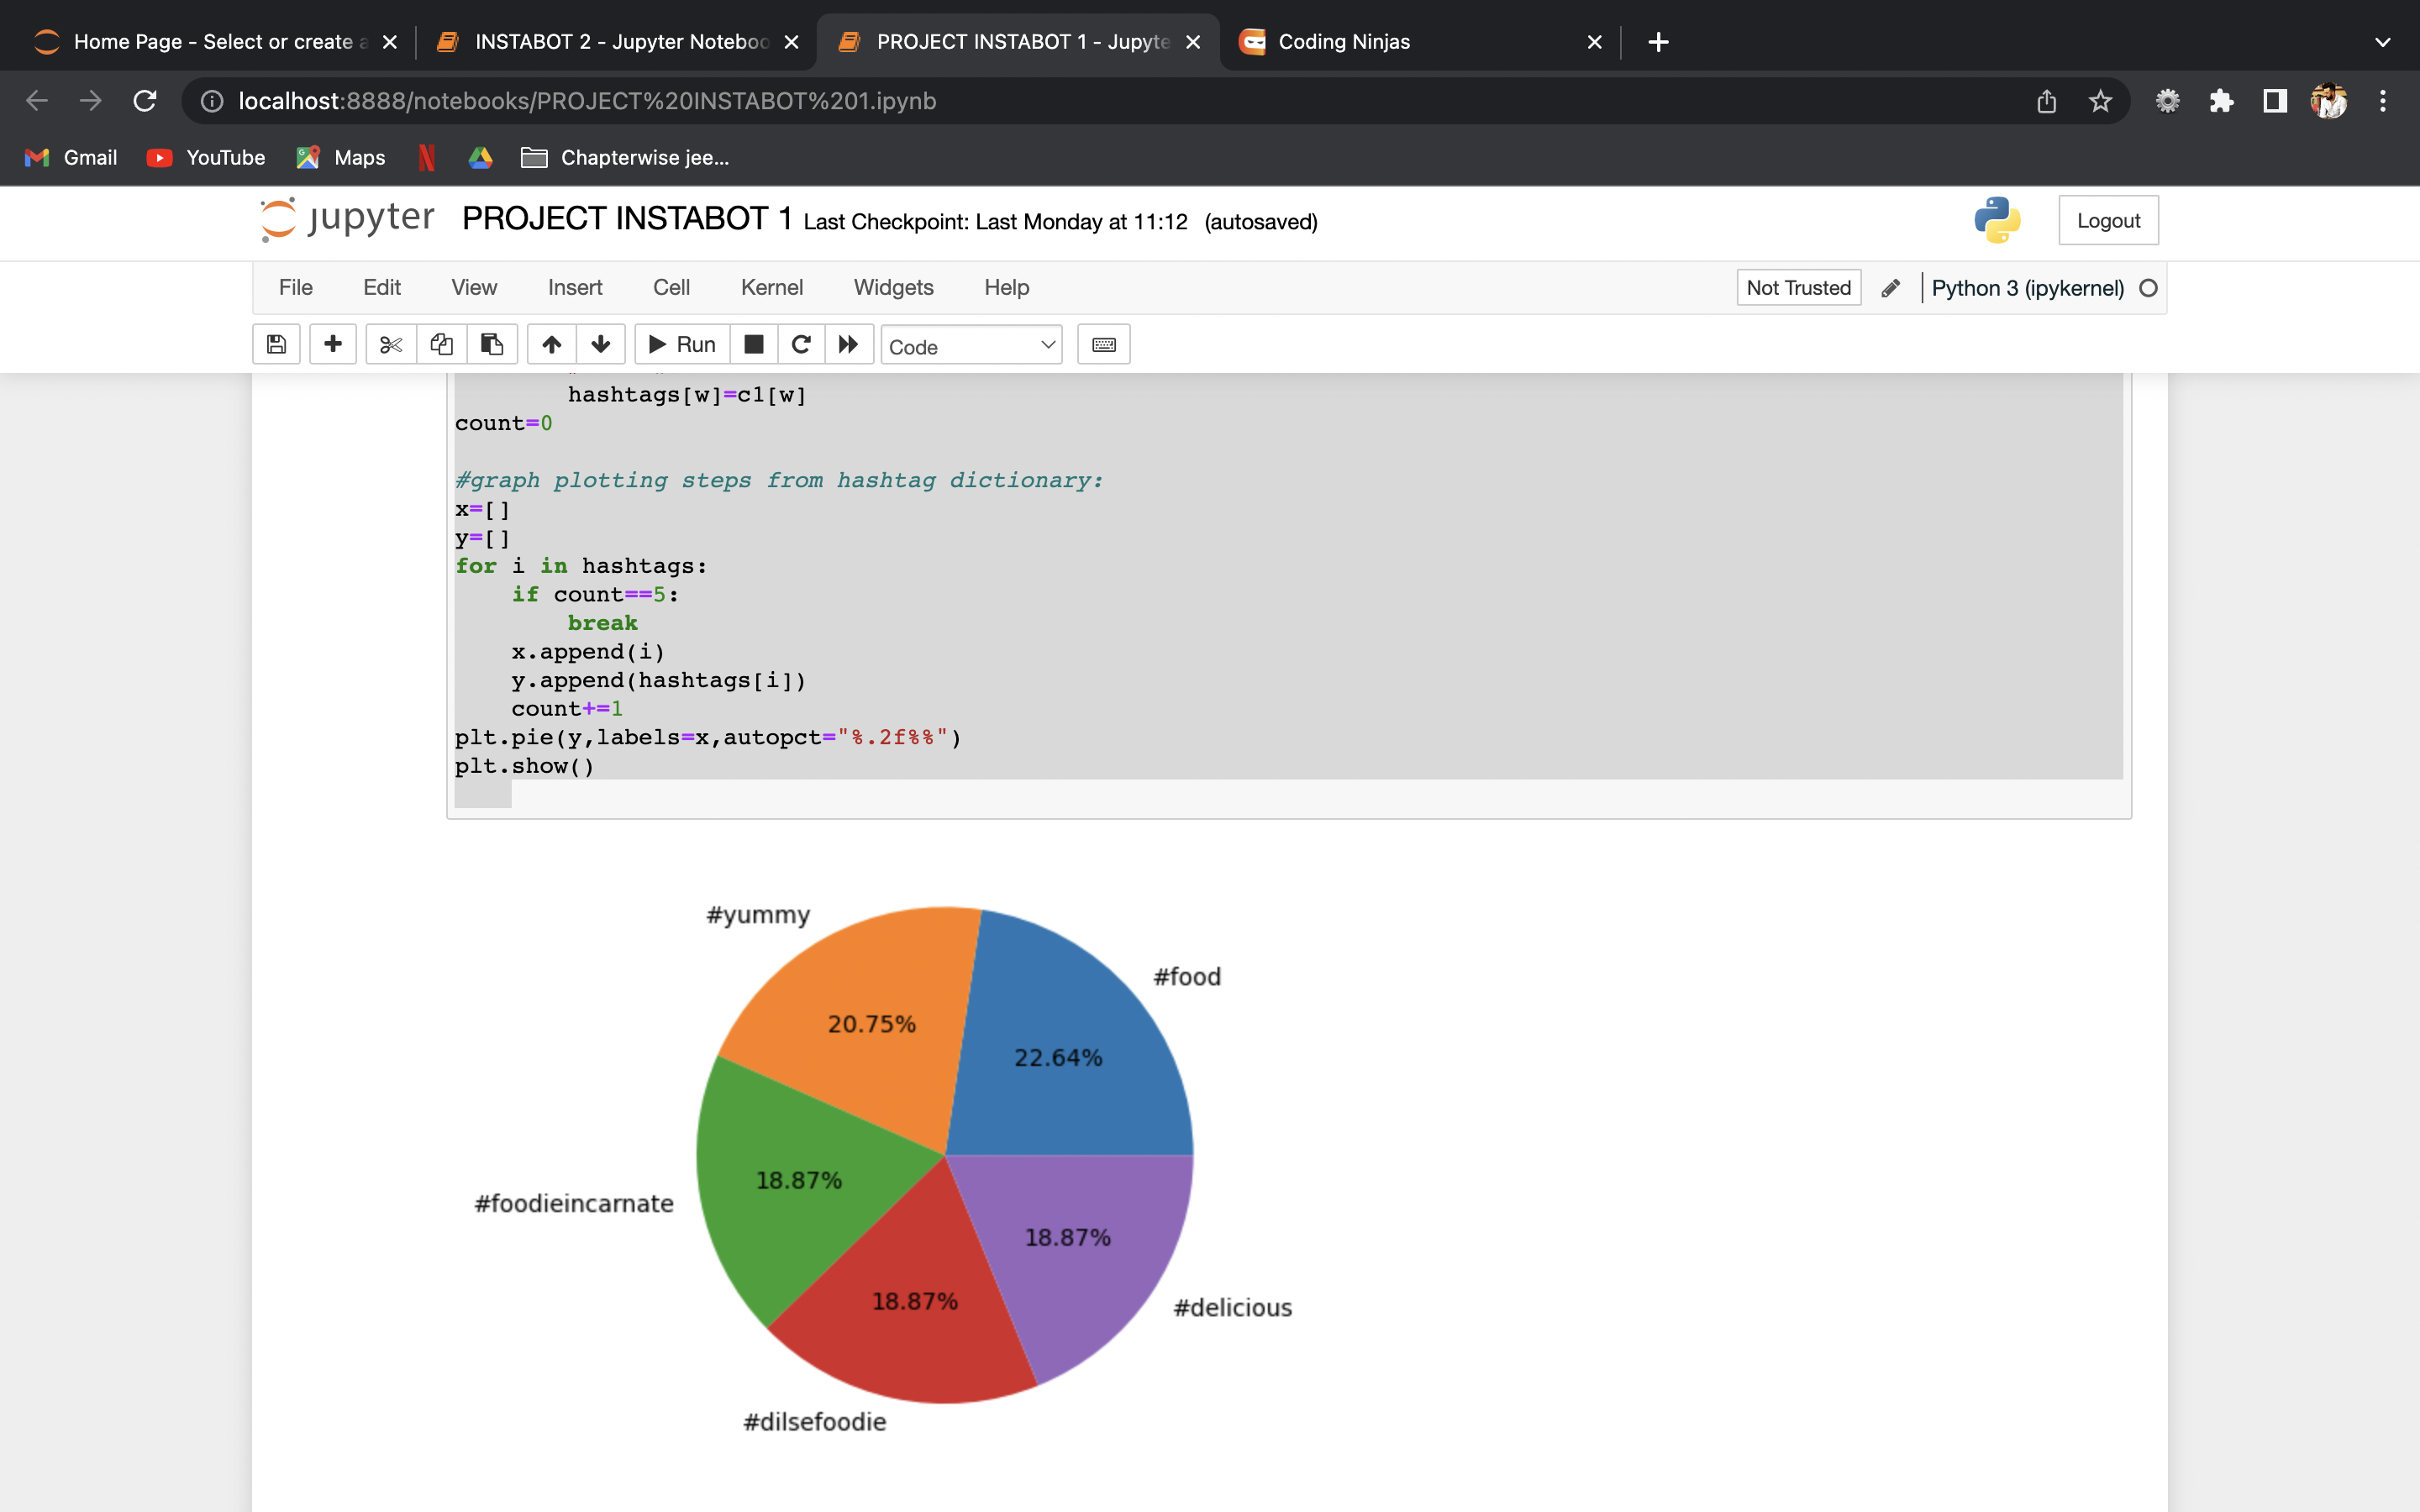 Home Page - Select or create a
INSTABOT 2 - Jupyter Noteboo
PROJECT INSTABOT 1 - Jupyte
Coding Ninjas
localhost:8888/notebooks/PROJECT%20INSTABOT%201.ipynb
Gmail
YouTube
Maps
Chapterwise jee...
jupyter PROJECT INSTABOT 1 Last Checkpoint: Last Monday at 11:12 (autosaved)
Logout
File Edit View Insert Cell Kernel Widgets Help
Not Trusted
Python 3 (ipykernel)
Run
Code
hashtags[w]=c1[w]
count=0
#graph plotting steps from hashtag dictionary:
x=[]
y=[]
for i in hashtags:
    if count==5:
        break
    x.append(i)
    y.append(hashtags[i])
    count+=1
plt.pie(y,labels=x,autopct="%.2f%%")
plt.show()
#yummy
#food
20.75%
22.64%
18.87%
#foodieincarnate
18.87%
18.87%
#delicious
#dilsefoodie